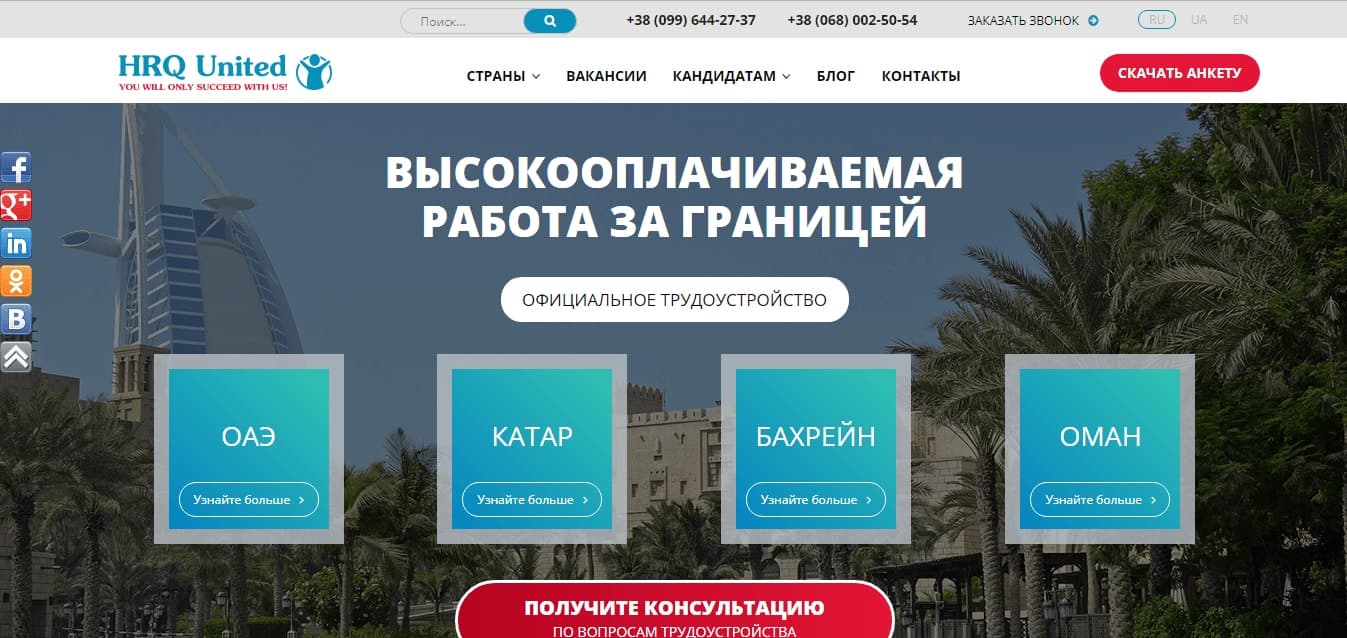 Поиск...
+38 (099) 644-27-37
+38 (068) 002-50-54
ЗАКАЗАТЬ ЗВОНОК
RU
UA
EN
HRQ United
YOU WILL ONLY SUCCEED WITH US!
СТРАНЫ
ВАКАНСИИ
КАНДИДАТАМ
БЛОГ
КОНТАКТЫ
СКАЧАТЬ АНКЕТУ
f
g+
in
B
ВЫСОКООПЛАЧИВАЕМАЯ
РАБОТА ЗА ГРАНИЦЕЙ
ОФИЦИАЛЬНОЕ ТРУДОУСТРОЙСТВО
ОАЭ
Узнайте больше
КАТАР
Узнайте больше
БАХРЕЙН
Узнайте больше
ОМАН
Узнайте больше
ПОЛУЧИТЕ КОНСУЛЬТАЦИЮ
ПО ВОПРОСАМ ТРУДОУСТРОЙСТВА